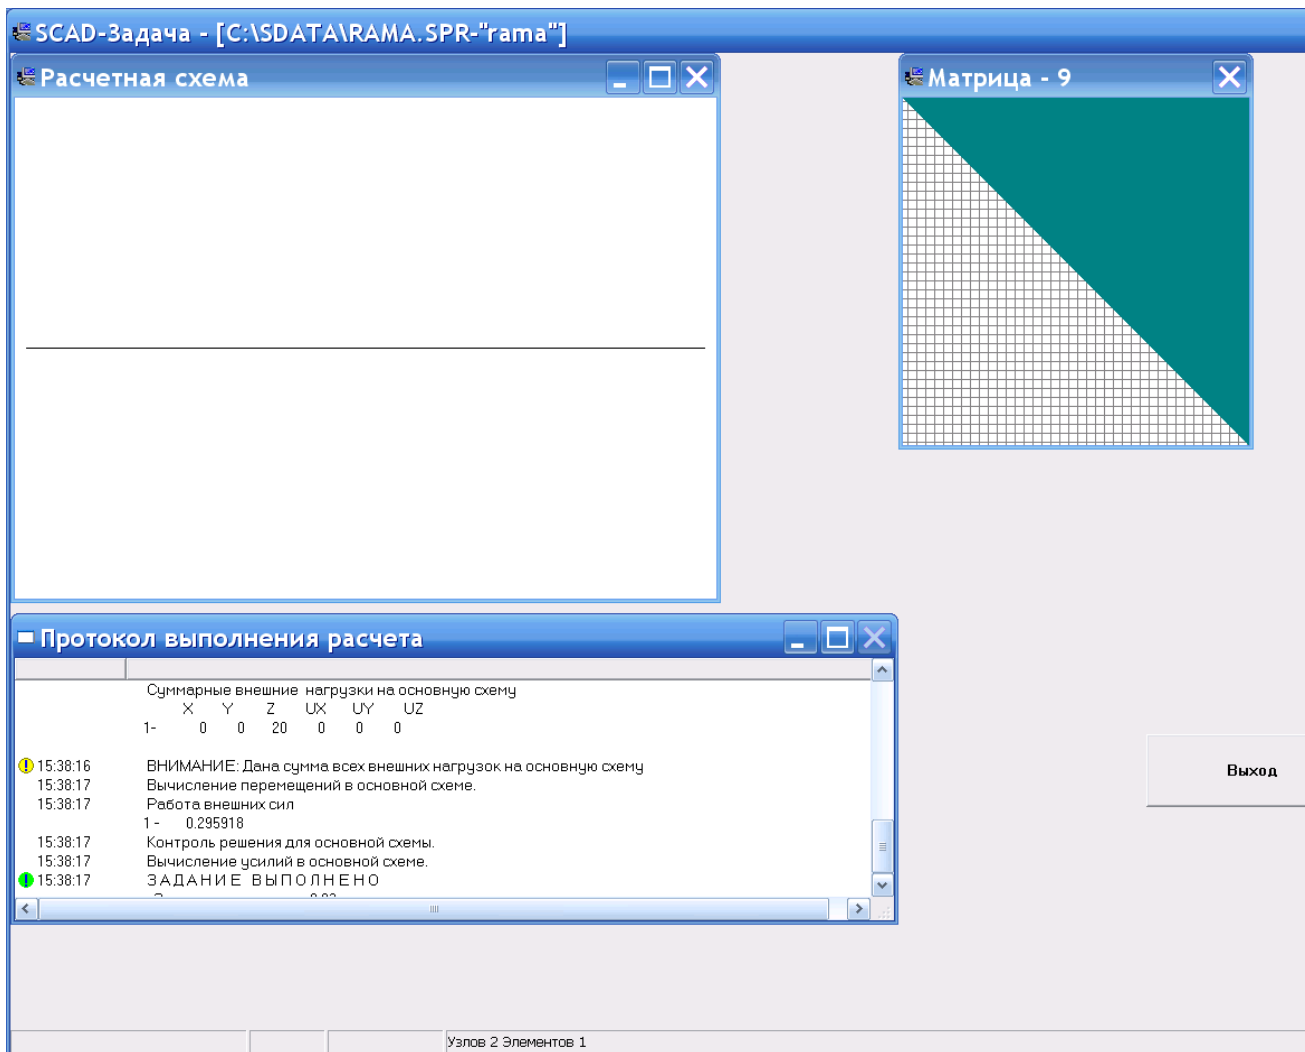 SCAD-Задача - [C:\SDATA\RAMA.SPR-"rama"]
Расчетная схема
Матрица - 9
Протокол выполнения расчета
Суммарные внешние нагрузки на основную схему
X Y Z UX UY UZ
1- 0 0 20 0 0 0
15:38:16 ВНИМАНИЕ: Дана сумма всех внешних нагрузок на основную схему
15:38:17 Вычисление перемещений в основной схеме.
15:38:17 Работа внешних сил
1 - 0.295918
15:38:17 Контроль решения для основной схемы.
15:38:17 Вычисление усилий в основной схеме.
15:38:17 З А Д А Н И Е В Ы П О Л Н Е Н О
Выход
Узлов 2 Элементов 1